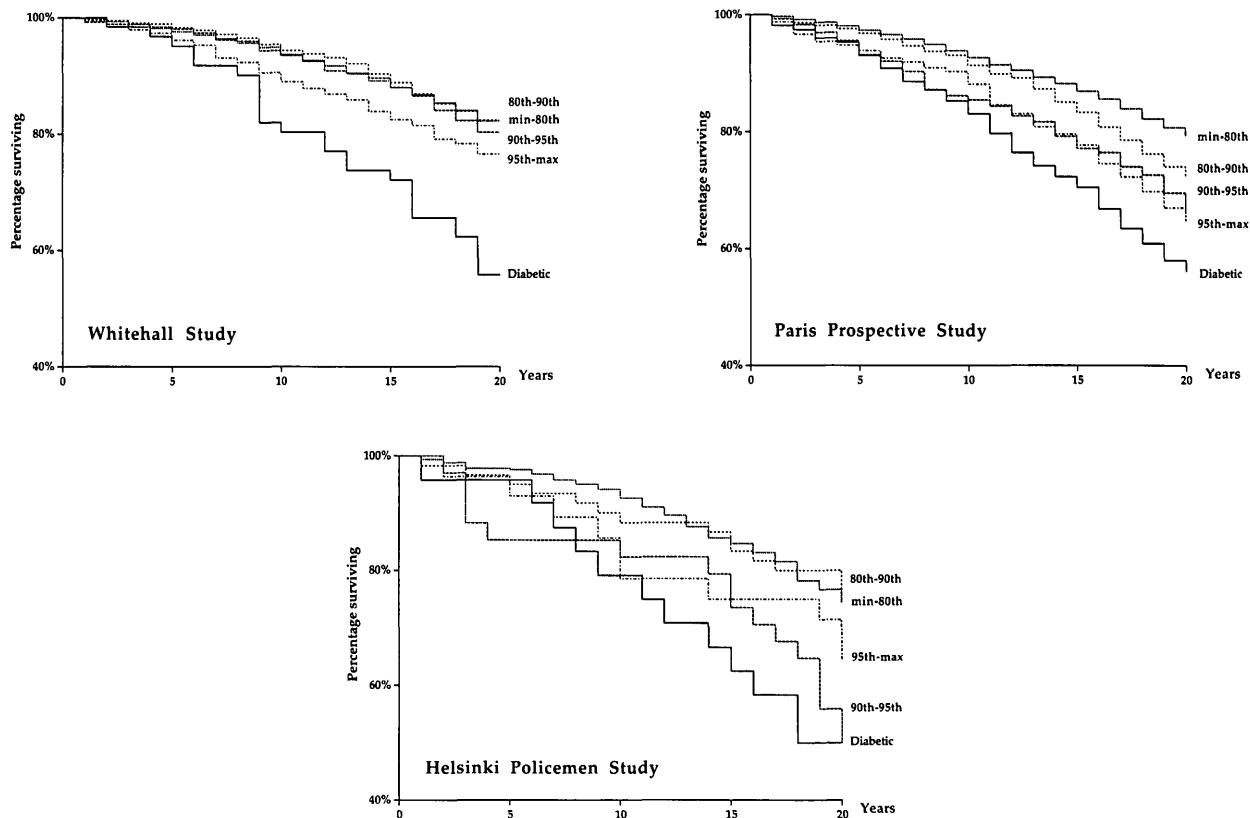 100%
80%
60%
40%
Percentage surviving
80th-90th
min-80th
90th-95th
95th-max
Diabetic
Whitehall Study
0 5 10 15 20 Years
100%
80%
60%
40%
Percentage surviving
min-80th
80th-90th
90th-95th
95th-max
Diabetic
Paris Prospective Study
0 5 10 15 20 Years
100%
80%
60%
40%
Percentage surviving
80th-90th
min-80th
95th-max
90th-95th
Diabetic
Helsinki Policemen Study
0 5 10 15 20 Years